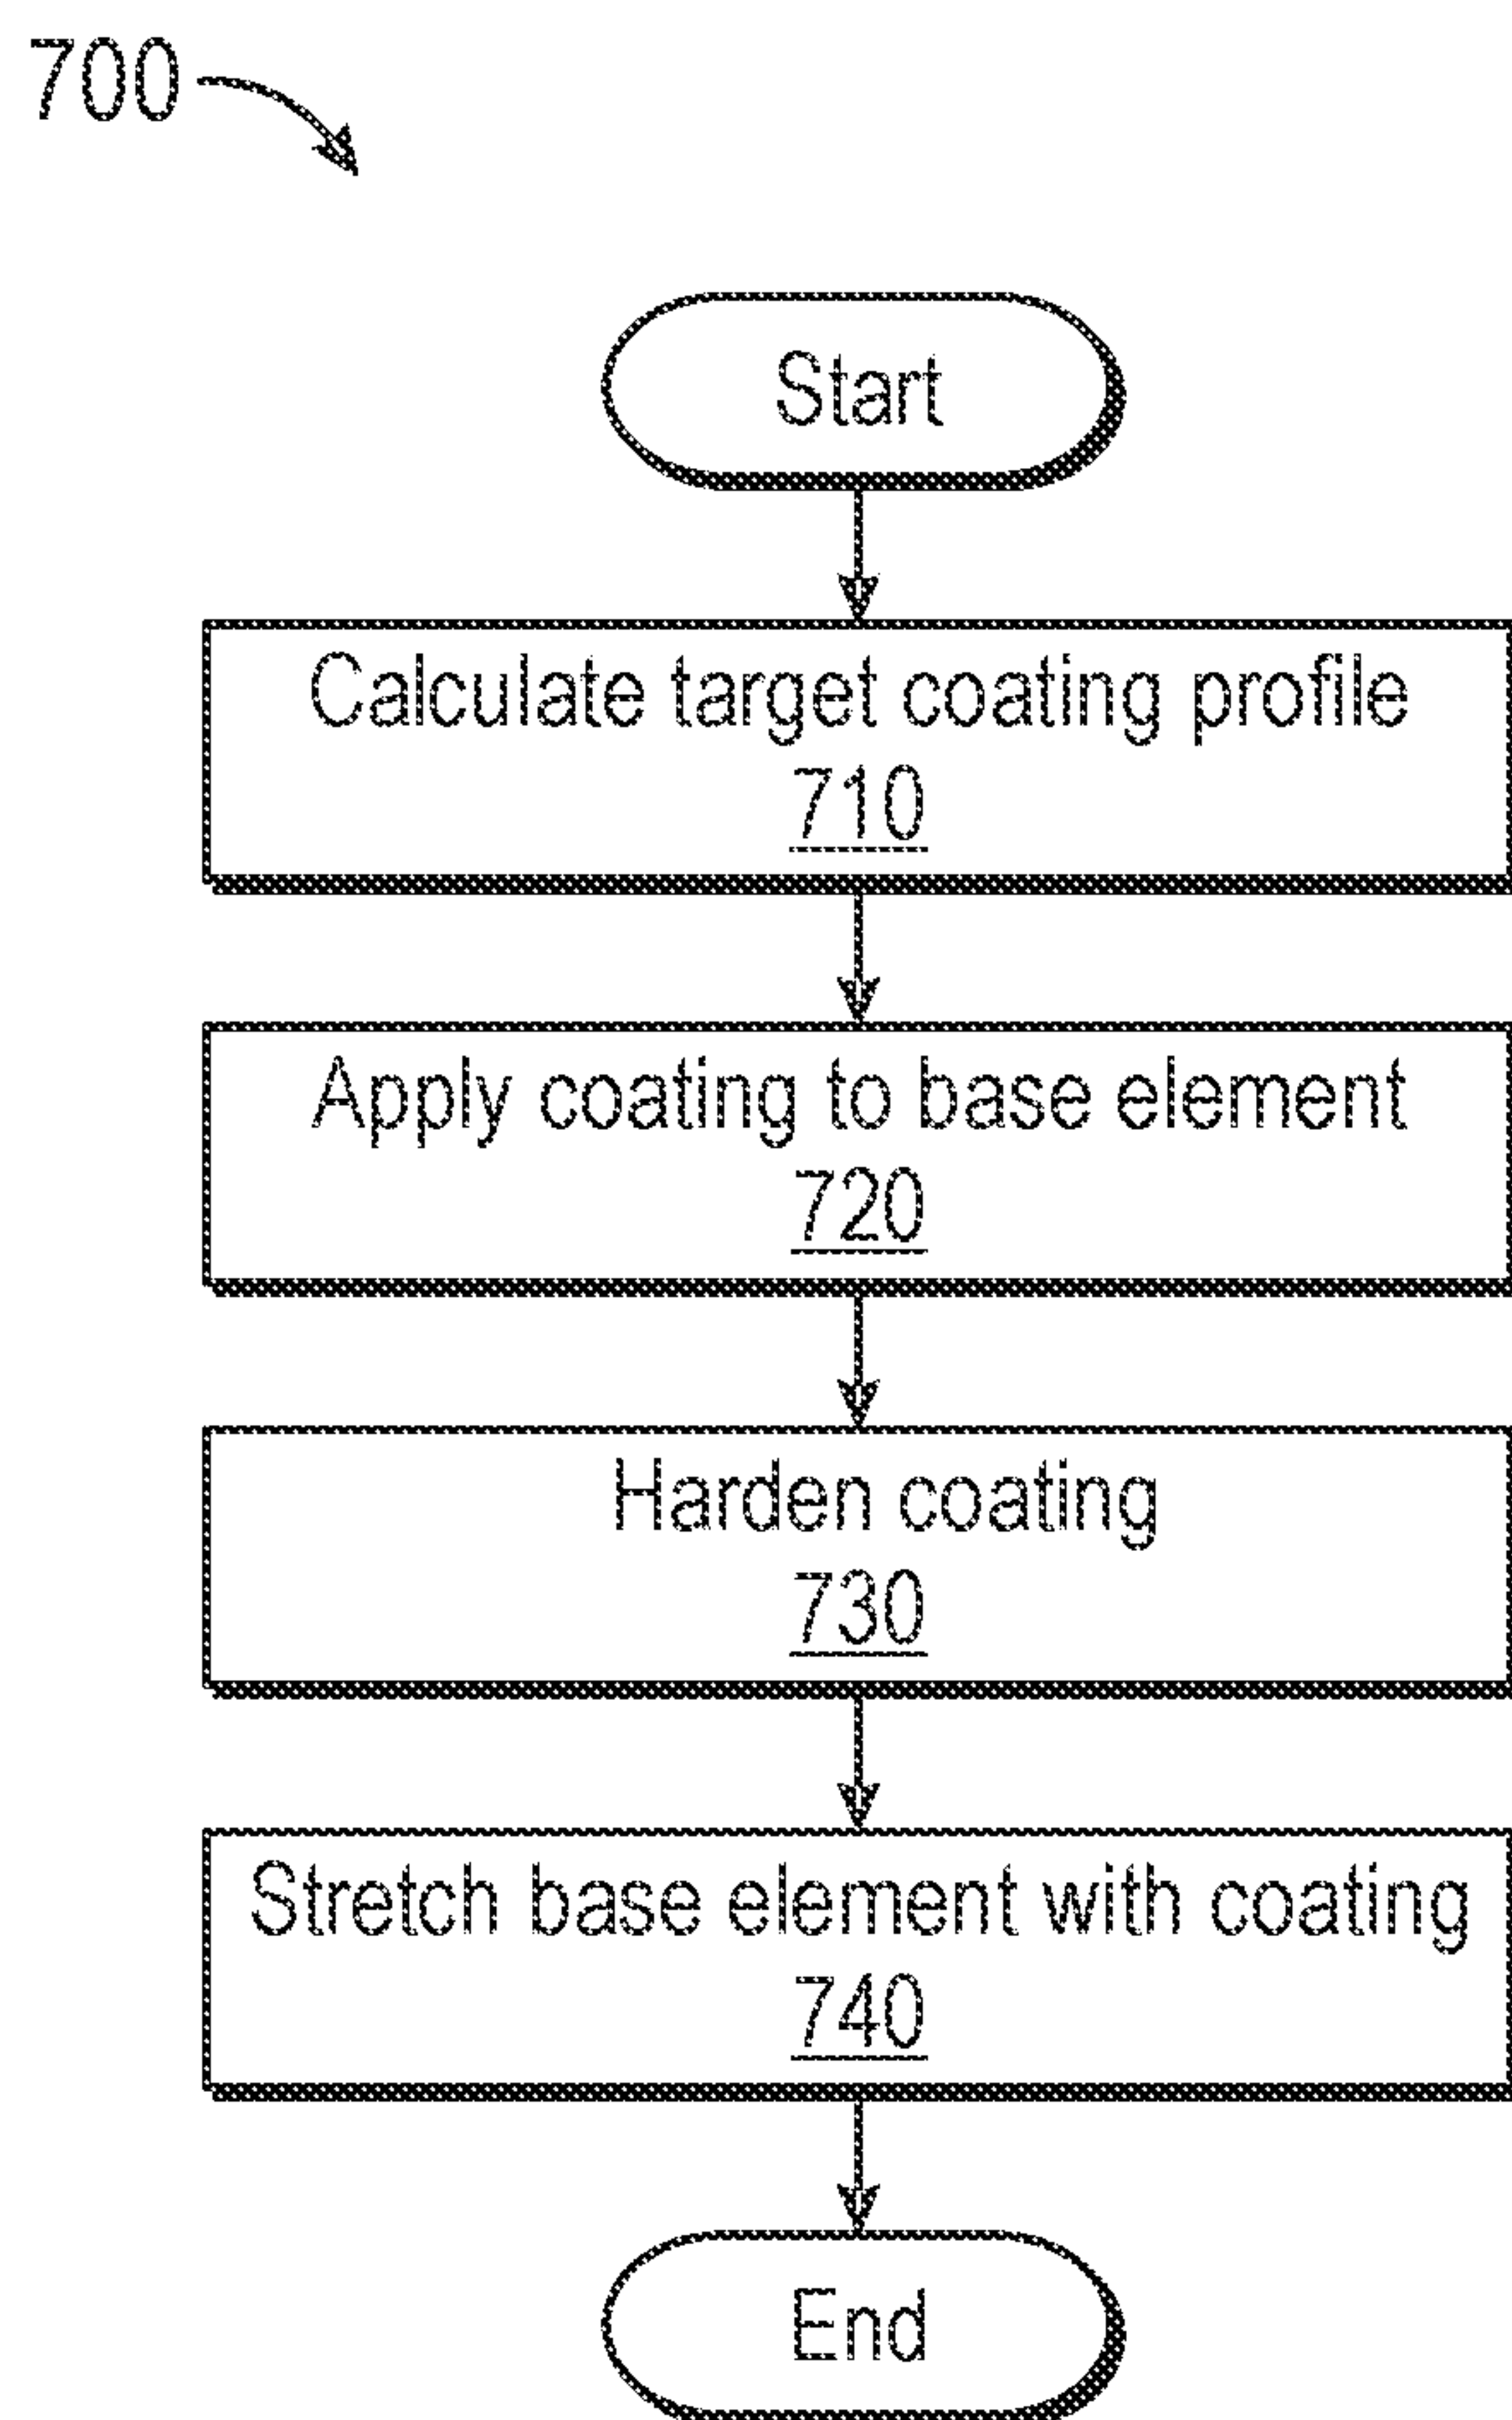 700
Start
Calculate target coating profile
710
Apply coating to base element
720
Harden coating
730
Stretch base element with coating
740
End